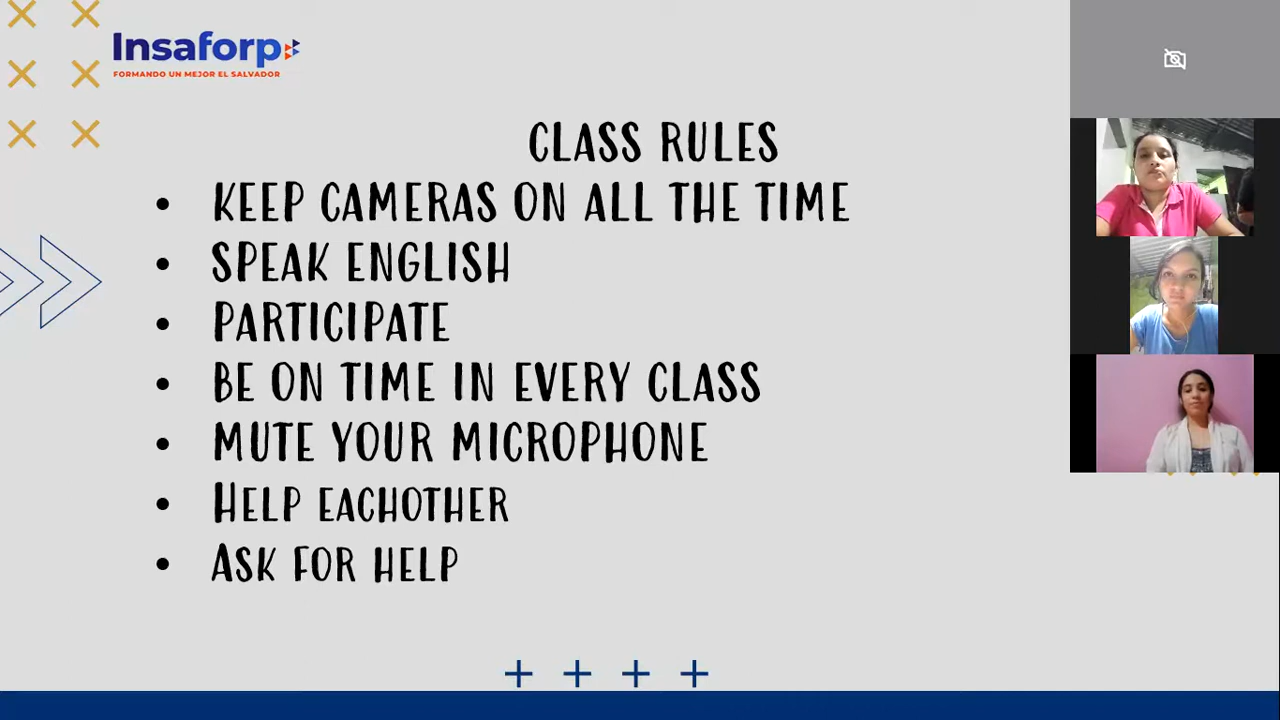 Insaforp
FORMANDO UN MEJOR EL SALVADOR
CLASS RULES
• KEEP CAMERAS ON ALL THE TIME
• SPEAK ENGLISH
• PARTICIPATE
• BE ON TIME IN EVERY CLASS
• MUTE YOUR MICROPHONE
• HELP EACHOTHER
• ASK FOR HELP